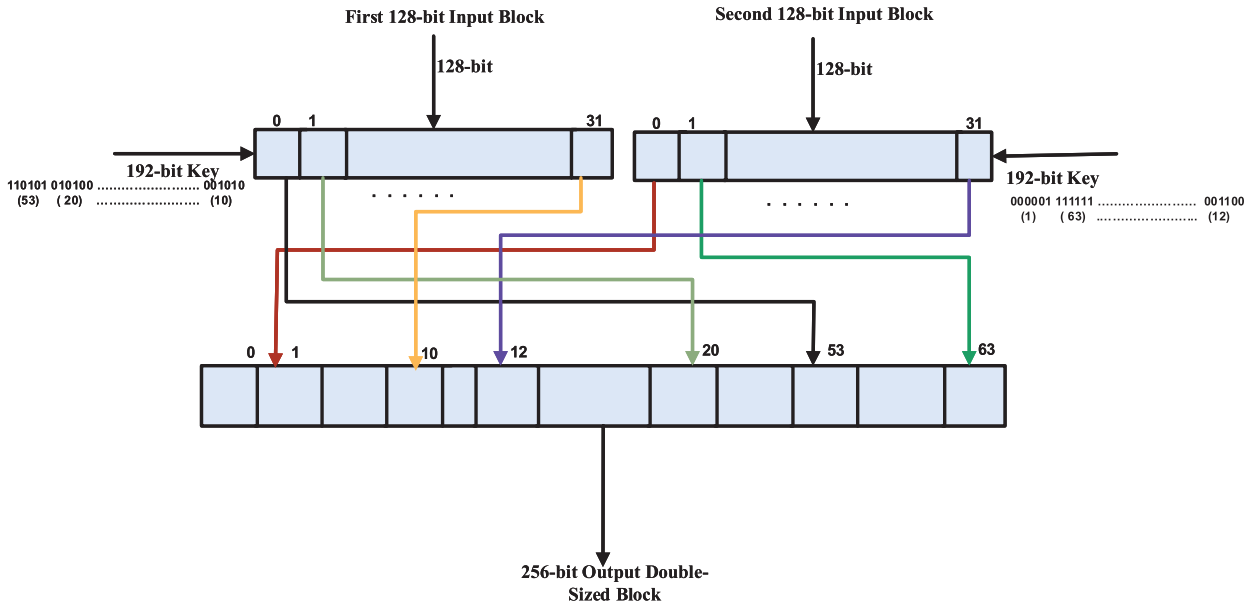 First 128-bit Input Block
Second 128-bit Input Block
128-bit
128-bit
0 1 31
0 1 31
192-bit Key
110101 010100 ........................... 001010
(53) ( 20) ........................... (10)
192-bit Key
000001 111111 ......................... 001100
(1) ( 63) ......................... (12)
. . . . . .
. . . . . .
0 1 10 12 20 53 63
256-bit Output Double-
Sized Block